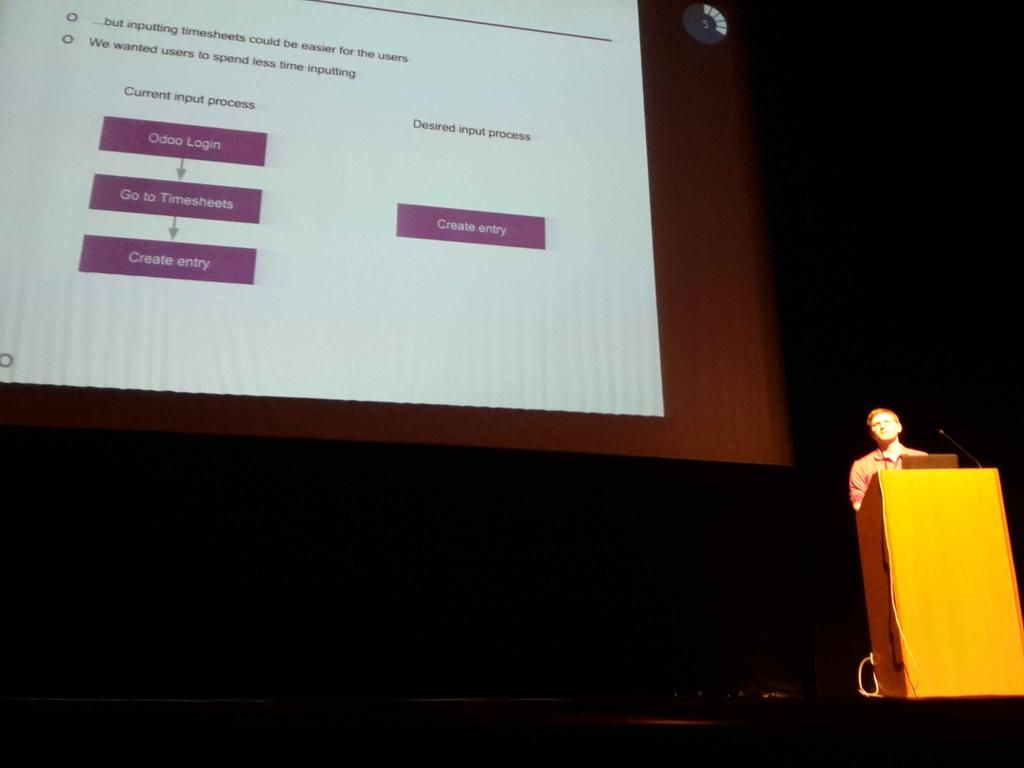 ...but inputting timesheets could be easier for the users
We wanted users to spend less time inputting
Current input process
Odoo Login
Go to Timesheets
Create entry
Desired input process
Create entry
5